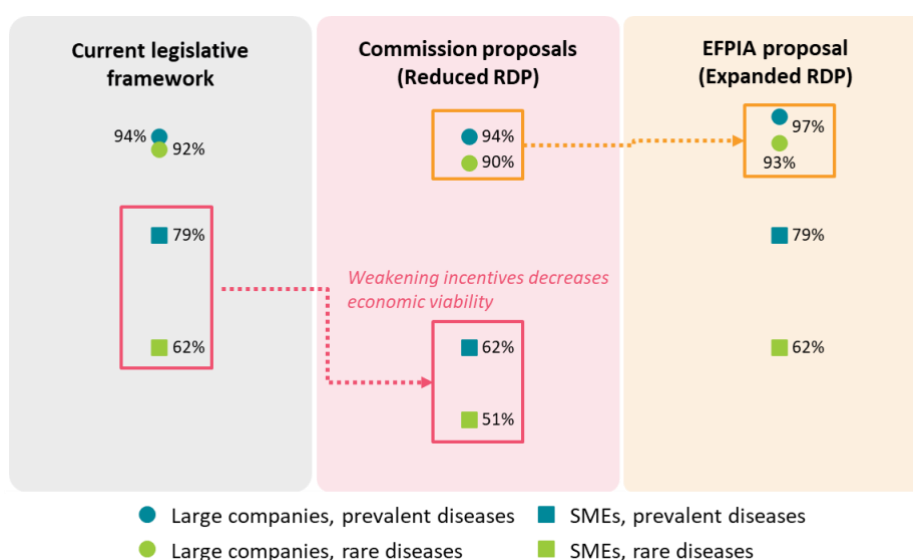 Current legislative
framework
Commission proposals
(Reduced RDP)
EFPIA proposal
(Expanded RDP)
94%
92%
94%
90%
97%
93%
79%
79%
Weakening incentives decreases
economic viability
62%
62%
62%
51%
Large companies, prevalent diseases
SMEs, prevalent diseases
Large companies, rare diseases
SMEs, rare diseases